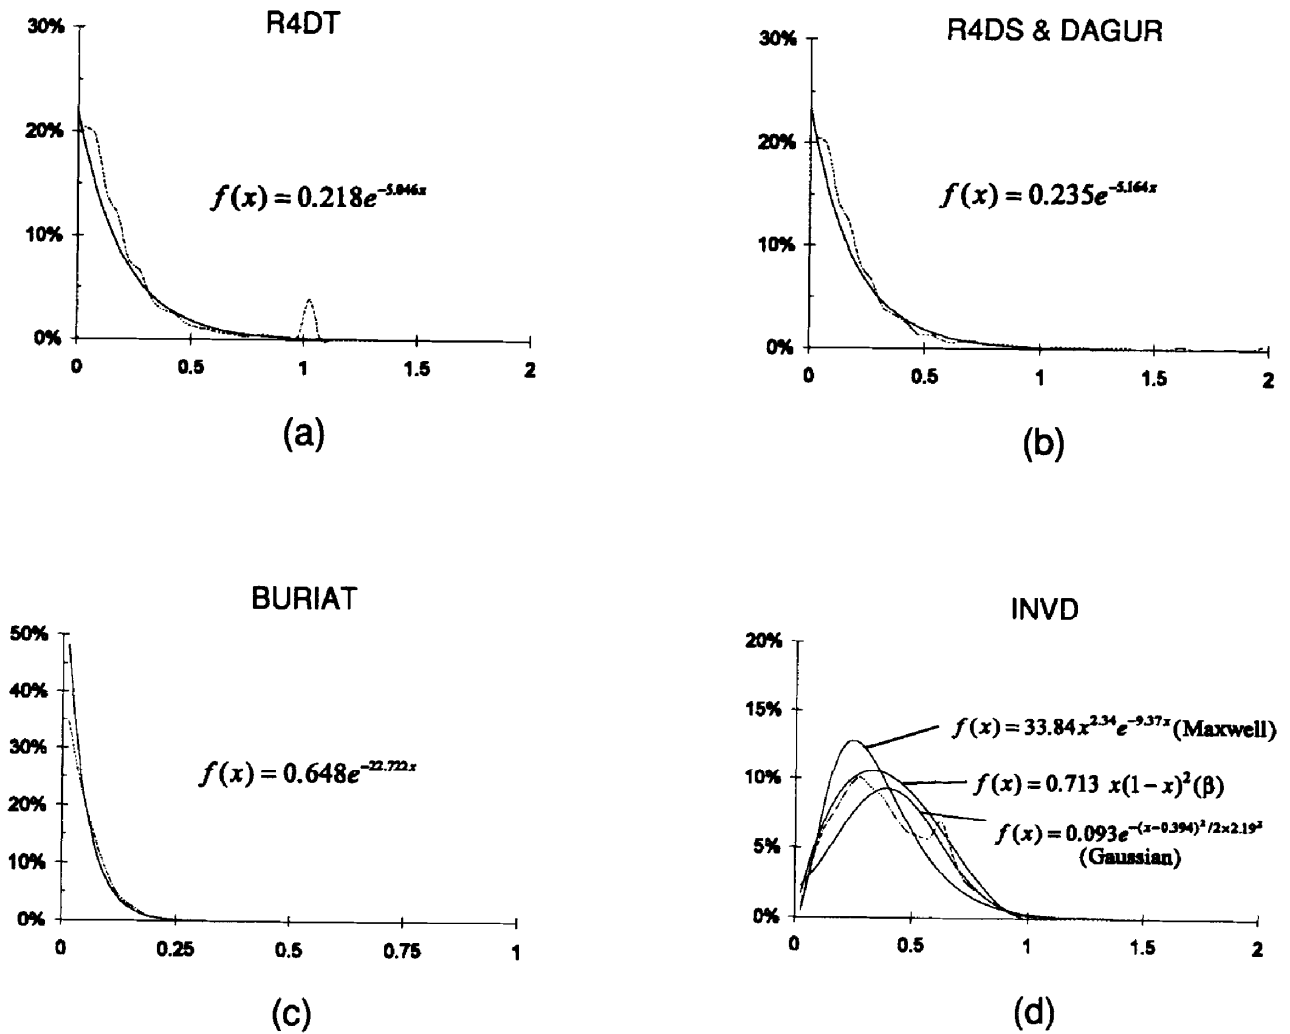 R4DT
30%
20%
10%
0%
f(x) = 0.218e^{-5.046x}
0 0.5 1 1.5 2
(a)
R4DS & DAGUR
30%
20%
10%
0%
f(x) = 0.235e^{-5.164x}
0 0.5 1 1.5 2
(b)
BURIAT
50%
40%
30%
20%
10%
0%
f(x) = 0.648e^{-22.722x}
0 0.25 0.5 0.75 1
(c)
INVD
20%
15%
10%
5%
0%
f(x) = 33.84x^{2.34}e^{-9.37x} (Maxwell)
f(x) = 0.713 x(1-x)^2 (β)
f(x) = 0.093e^{-(x-0.394)^2/2×2.19^2}
(Gaussian)
0 0.5 1 1.5 2
(d)